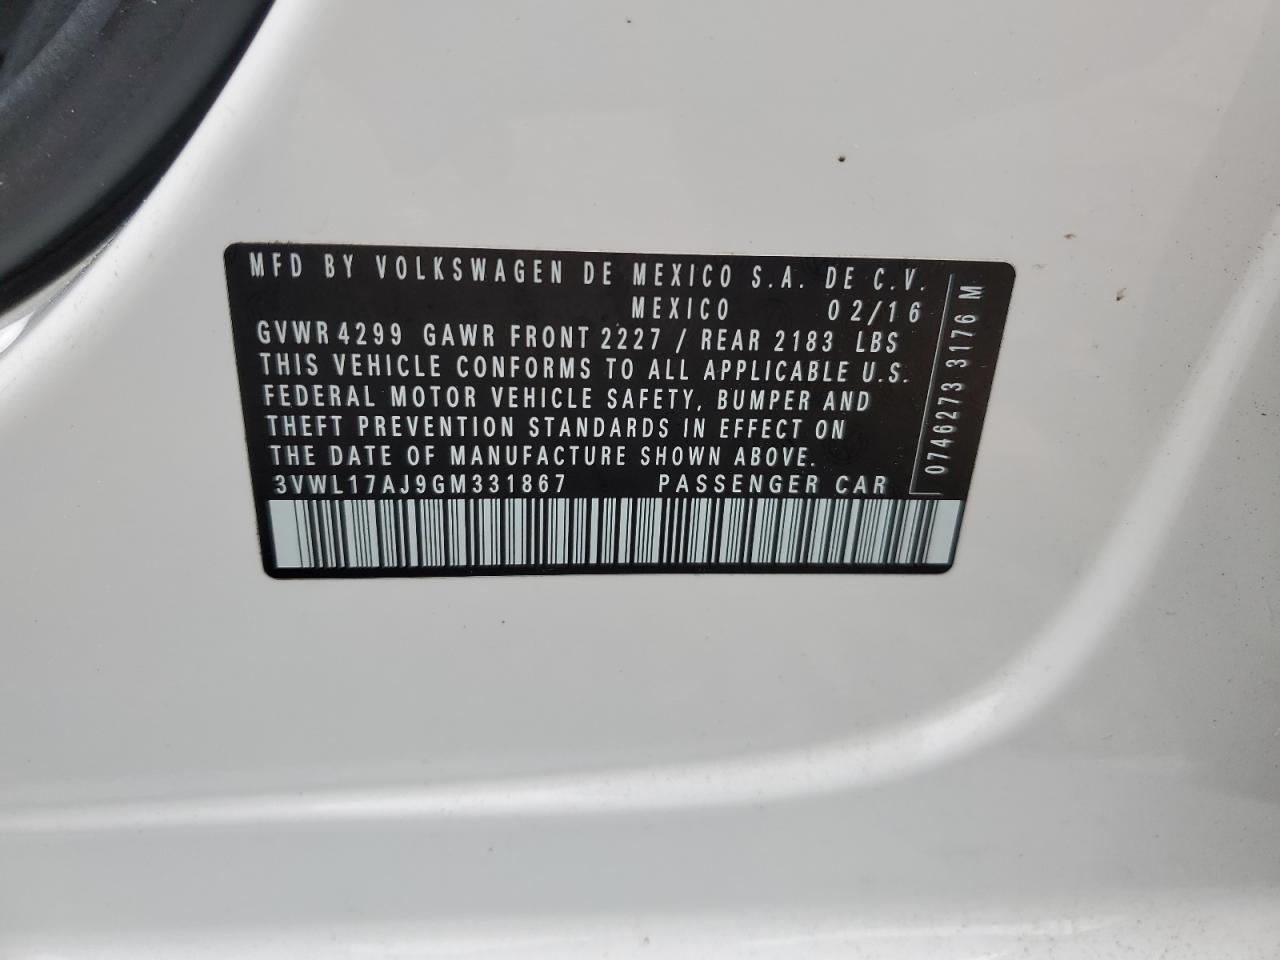 MFD BY VOLKSWAGEN DE MEXICO S.A. DE C.V.
MEXICO 02/16
GVWR 4299 GAWR FRONT 2227 / REAR 2183 LBS
THIS VEHICLE CONFORMS TO ALL APPLICABLE U.S.
FEDERAL MOTOR VEHICLE SAFETY, BUMPER AND
THEFT PREVENTION STANDARDS IN EFFECT ON
THE DATE OF MANUFACTURE SHOWN ABOVE.
3VWL17AJ9GM331867 PASSENGER CAR
0746273 3176 M